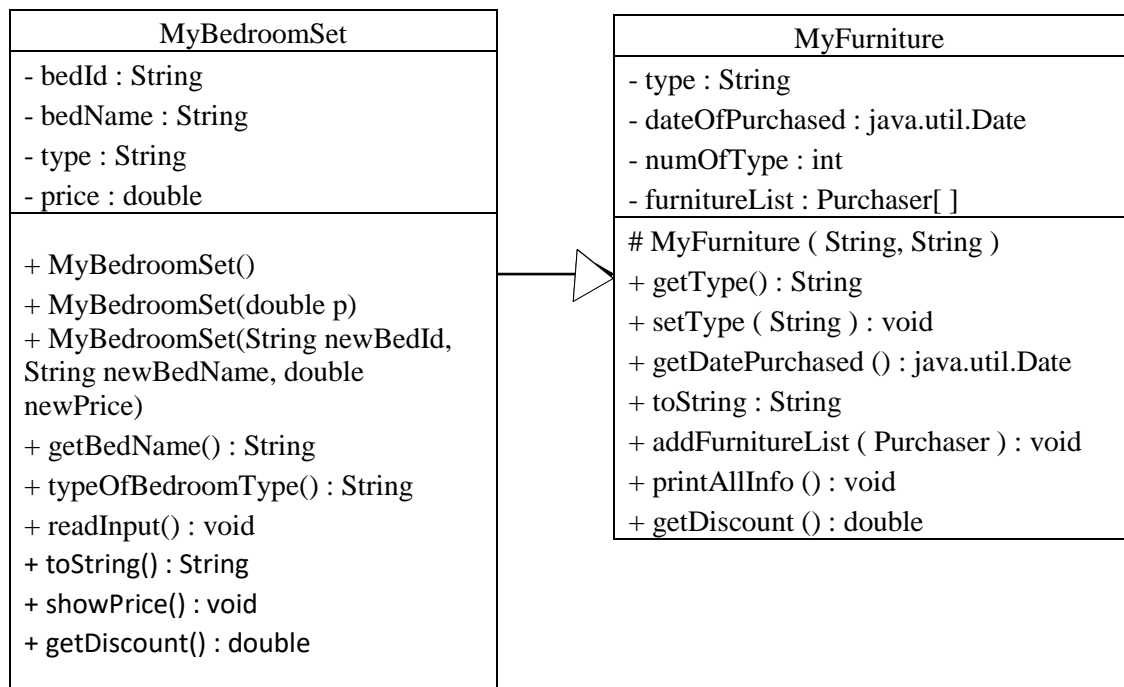 MyBedroomSet
- bedId : String
- bedName : String
- type : String
- price : double
+ MyBedroomSet()
+ MyBedroomSet(double p)
+ MyBedroomSet(String newBedId,
String newBedName, double
newPrice)
+ getBedName() : String
+ typeOfBedroomType() : String
+ readInput() : void
+ toString() : String
+ showPrice() : void
+ getDiscount() : double
MyFurniture
- type : String
- dateOfPurchased : java.util.Date
- numOfType : int
- furnitureList : Purchaser[ ]
# MyFurniture ( String, String )
+ getType() : String
+ setType ( String ) : void
+ getDatePurchased () : java.util.Date
+ toString : String
+ addFurnitureList ( Purchaser ) : void
+ printAllInfo () : void
+ getDiscount () : double